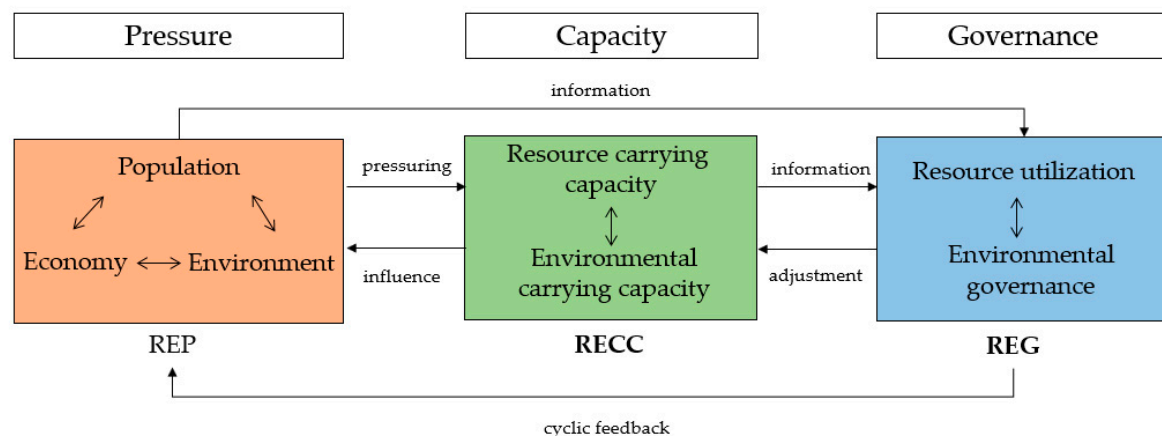 Pressure
Capacity
Governance
information
Population
Economy
Environment
REP
pressuring
influence
Resource carrying
capacity
Environmental
carrying capacity
RECC
information
adjustment
Resource utilization
Environmental
governance
REG
cyclic feedback